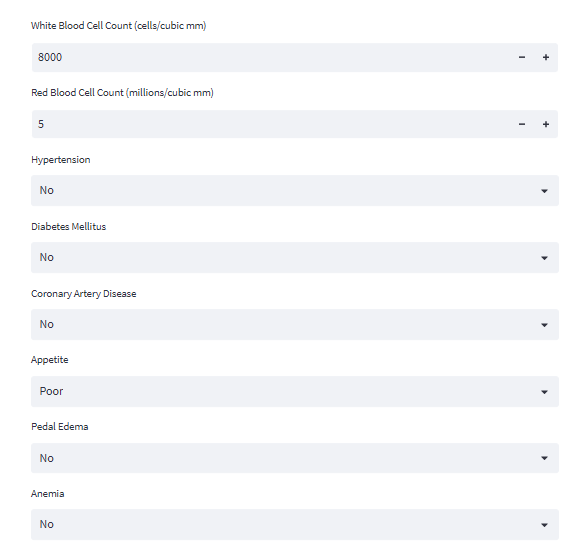 White Blood Cell Count (cells/cubic mm)
8000
Red Blood Cell Count (millions/cubic mm)
5
Hypertension
No
Diabetes Mellitus
No
Coronary Artery Disease
No
Appetite
Poor
Pedal Edema
No
Anemia
No